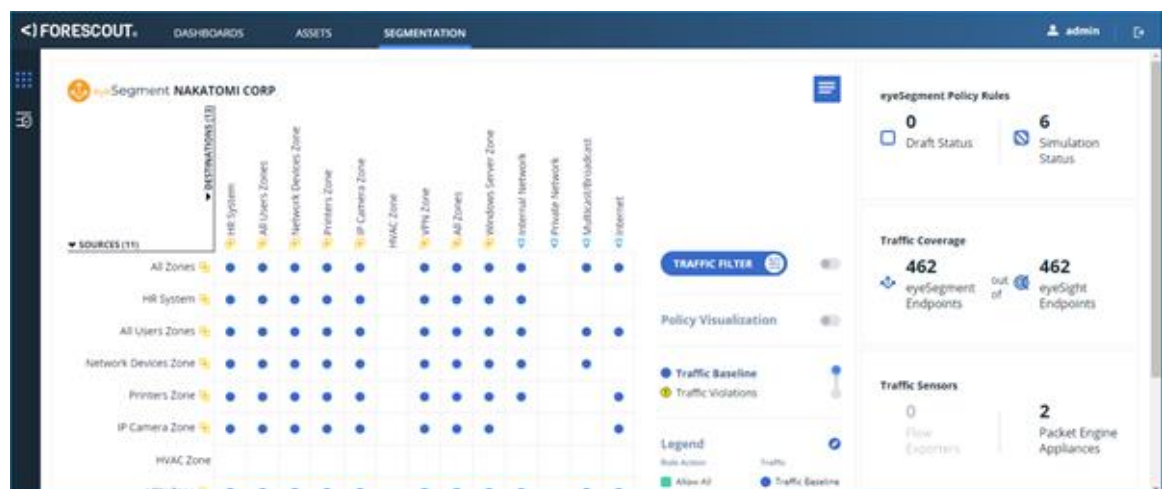 <) FORESCOUT.
DASHBOARDS
ASSETS
SEGMENTATION
admin
eyeSegment NAKATOMI CORP
DESTINATIONS (13)
HR System
All Users Zones
Network Devices Zone
Printers Zone
IP Camera Zone
HVAC Zone
VPN Zone
All Zones
Windows Server Zone
Internal Network
Private Network
Multicast/Broadcast
Internet
SOURCES (11)
All Zones
HR System
All Users Zones
Network Devices Zone
Printers Zone
IP Camera Zone
HVAC Zone
TRAFFIC FILTER
Policy Visualization
Traffic Baseline
Traffic Violations
Legend
Rule Action
Traffic
Allow All
Traffic Baseline
eyeSegment Policy Rules
0
Draft Status
6
Simulation
Status
Traffic Coverage
462
eyeSegment
Endpoints
out
of
462
eyeSight
Endpoints
Traffic Sensors
0
Flow
Exporters
2
Packet Engine
Appliances